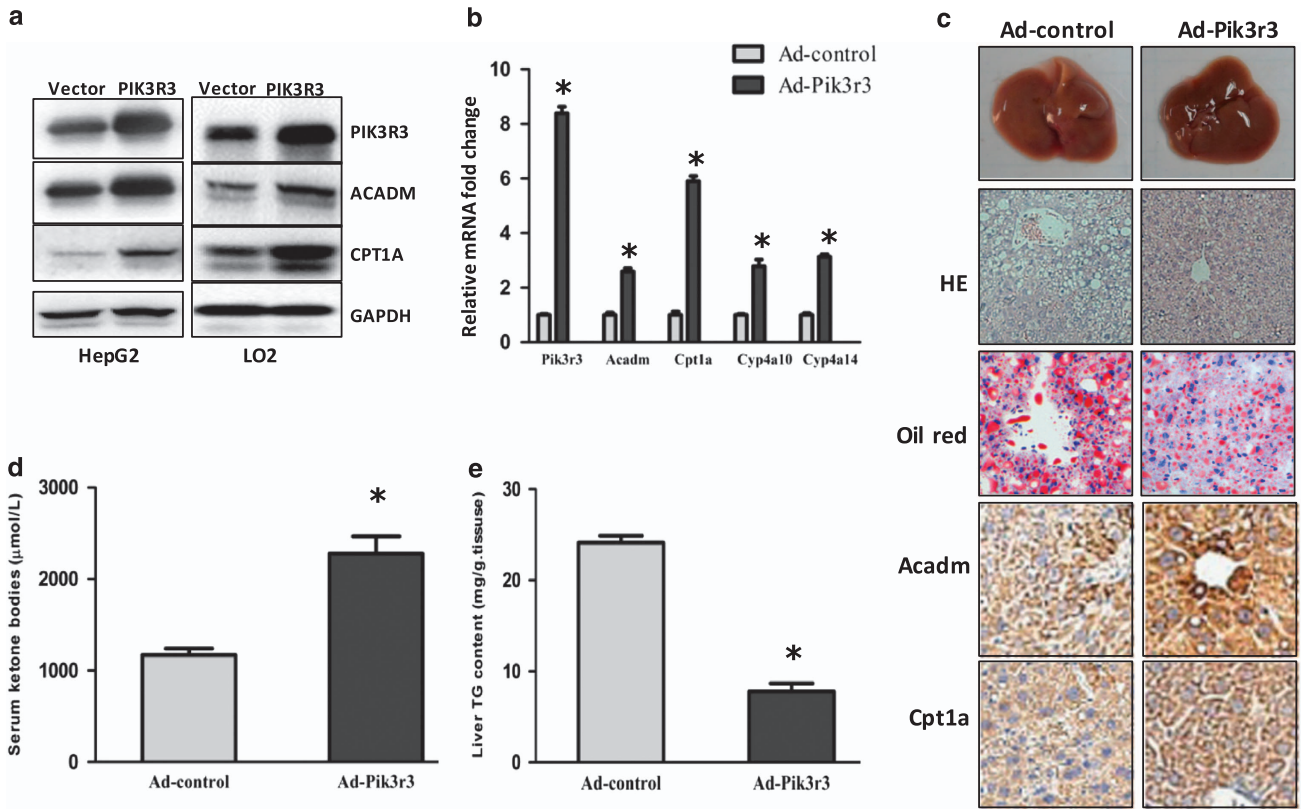 a
Vector PIK3R3 Vector PIK3R3
PIK3R3
ACADM
CPT1A
GAPDH
HepG2 LO2
b
Ad-control
Ad-Pik3r3
Relative mRNA fold change
10
8
6
4
2
0
* * * * *
Pik3r3 Acadm Cpt1a Cyp4a10 Cyp4a14
c
Ad-control Ad-Pik3r3
HE
Oil red
Acadm
Cpt1a
d
Serum ketone bodies (μmol/L)
3000
2000
1000
0
*
Ad-control Ad-Pik3r3
e
Liver TG content (mg/g.tissuse)
30
20
10
0
*
Ad-control Ad-Pik3r3